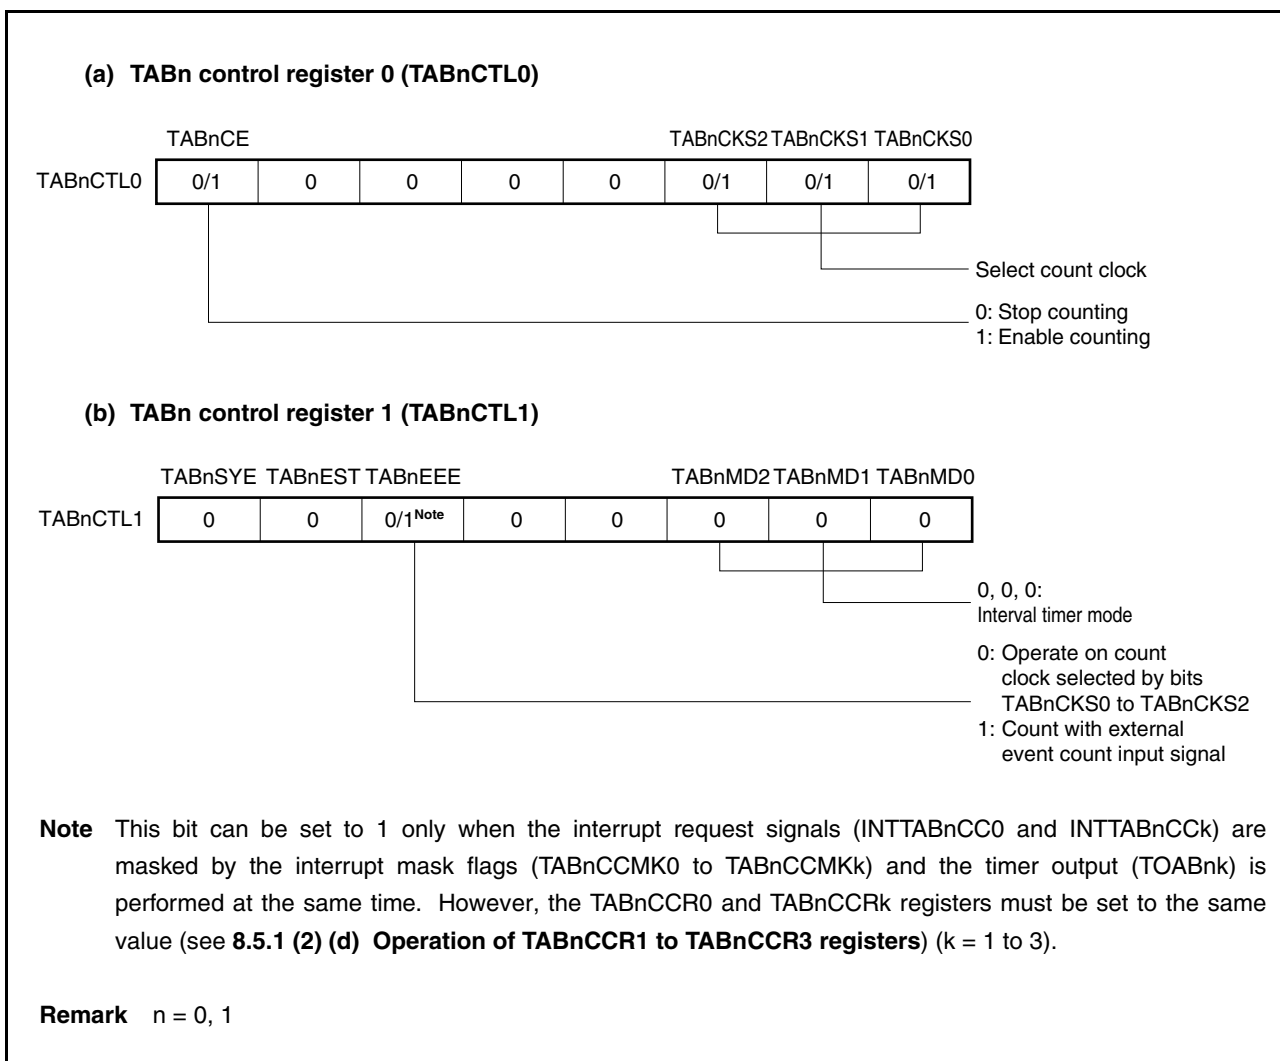 (a) TABn control register 0 (TABnCTL0)
TABnCE TABnCKS2 TABnCKS1 TABnCKS0
TABnCTL0 0/1 0 0 0 0 0/1 0/1 0/1
Select count clock
0: Stop counting
1: Enable counting
(b) TABn control register 1 (TABnCTL1)
TABnSYE TABnEST TABnEEE TABnMD2 TABnMD1 TABnMD0
TABnCTL1 0 0 0/1Note 0 0 0 0 0
0, 0, 0:
Interval timer mode
0: Operate on count
clock selected by bits
TABnCKS0 to TABnCKS2
1: Count with external
event count input signal
Note This bit can be set to 1 only when the interrupt request signals (INTTABnCC0 and INTTABnCCk) are
masked by the interrupt mask flags (TABnCCMK0 to TABnCCMKk) and the timer output (TOABnk) is
performed at the same time. However, the TABnCCR0 and TABnCCRk registers must be set to the same
value (see 8.5.1 (2) (d) Operation of TABnCCR1 to TABnCCR3 registers) (k = 1 to 3).
Remark n = 0, 1